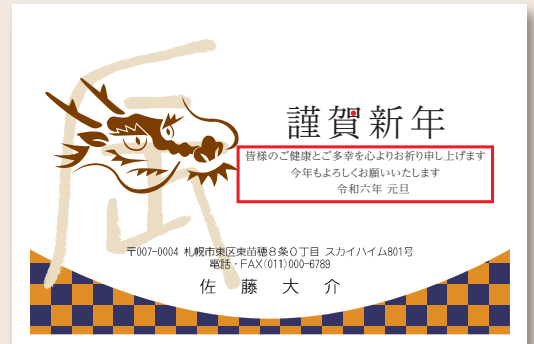 謹賀新年
皆様のご健康とご多幸を心よりお祈り申し上げます
今年もよろしくお願いいたします
令和六年 元旦
〒007-0004 札幌市東区東苗穂8条0丁目 スカイハイム801号
電話・FAX(011)000-6789
佐藤大介